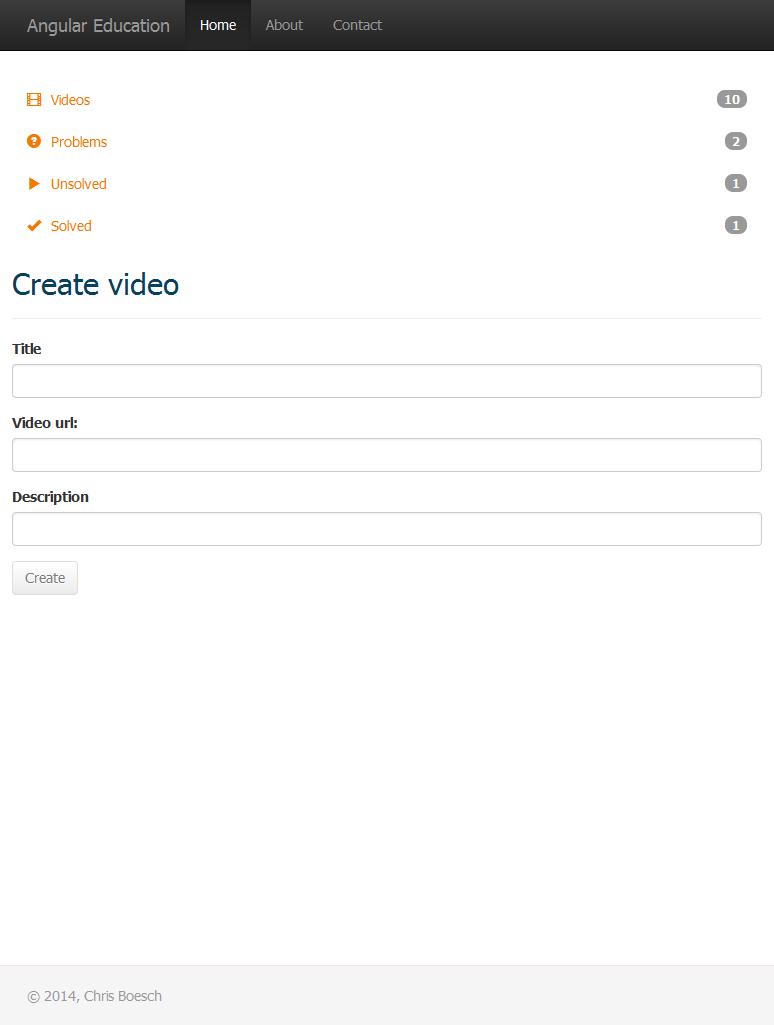 Angular Education Home About Contact
Videos 10
Problems 2
Unsolved 1
Solved 1
Create video
Title
Video url:
Description
Create
© 2014, Chris Boesch